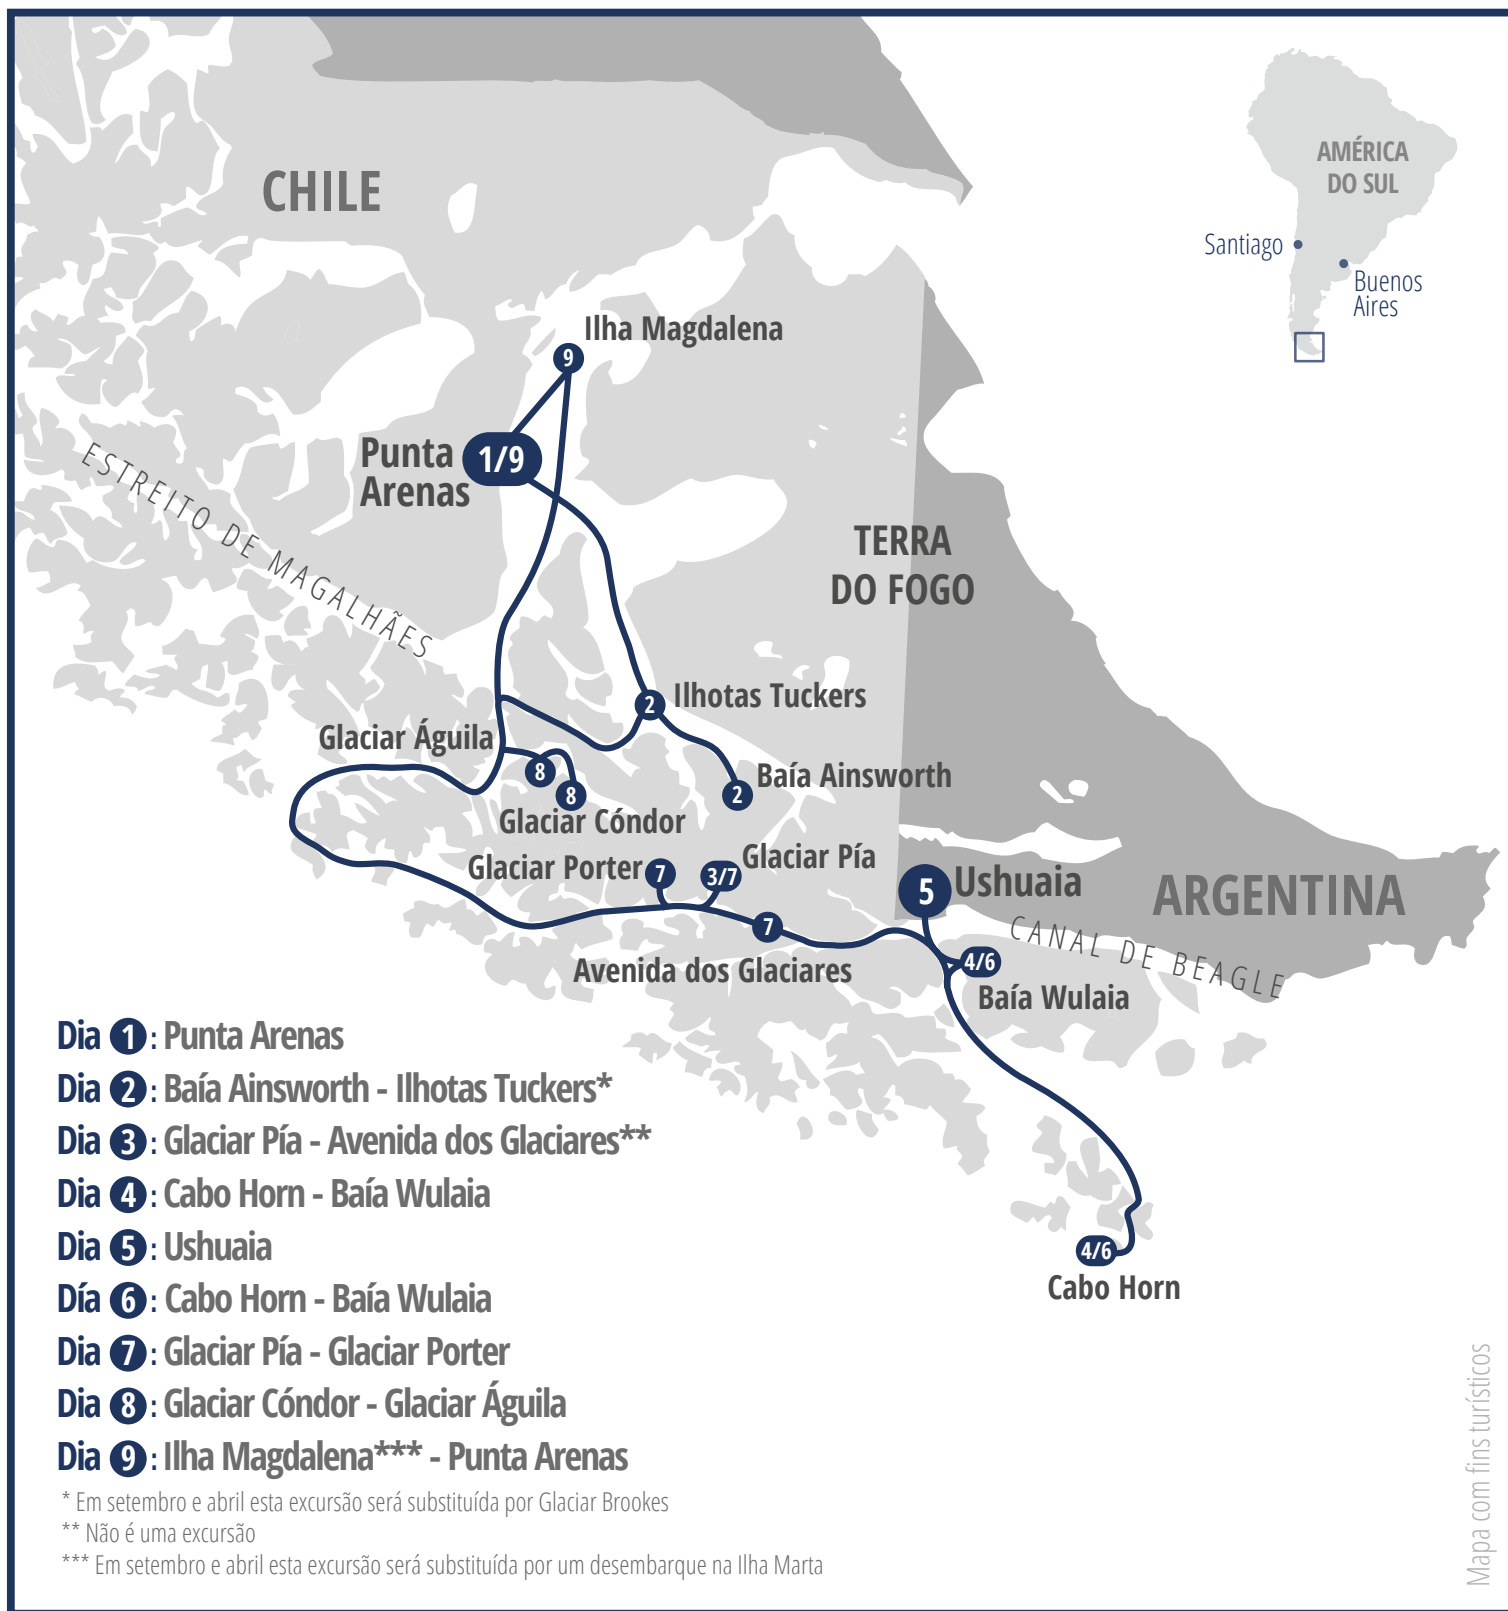 CHILE
AMÉRICA
DO SUL
Santiago
Buenos
Aires
Ilha Magdalena
9
Punta
Arenas
1/9
ESTREITO DE MAGALHÃES
TERRA
DO FOGO
2
Ilhotas Tuckers
Glaciar Águila
8
8
Glaciar Cóndor
Baía Ainsworth
2
Glaciar Porter
7
3/7
Glaciar Pía
5
Ushuaia
ARGENTINA
7
Avenida dos Glaciares
CANAL DE BEAGLE
4/6
Baía Wulaia
4/6
Cabo Horn
Dia 1: Punta Arenas
Dia 2: Baía Ainsworth - Ilhotas Tuckers*
Dia 3: Glaciar Pía - Avenida dos Glaciares**
Dia 4: Cabo Horn - Baía Wulaia
Dia 5: Ushuaia
Día 6: Cabo Horn - Baía Wulaia
Dia 7: Glaciar Pía - Glaciar Porter
Dia 8: Glaciar Cóndor - Glaciar Águila
Dia 9: Ilha Magdalena*** - Punta Arenas
* Em setembro e abril esta excursão será substituída por Glaciar Brookes
** Não é uma excursão
*** Em setembro e abril esta excursão será substituída por um desembarque na Ilha Marta
Mapa com fins turísticos